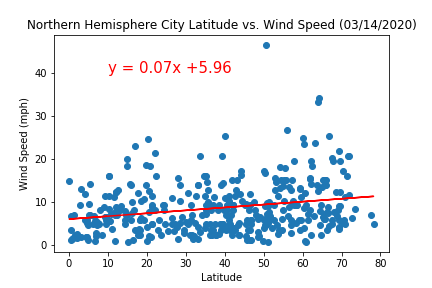 Northern Hemisphere City Latitude vs. Wind Speed (03/14/2020)
y = 0.07x +5.96
Wind Speed (mph)
40
30
20
10
0
0 10 20 30 40 50 60 70 80
Latitude